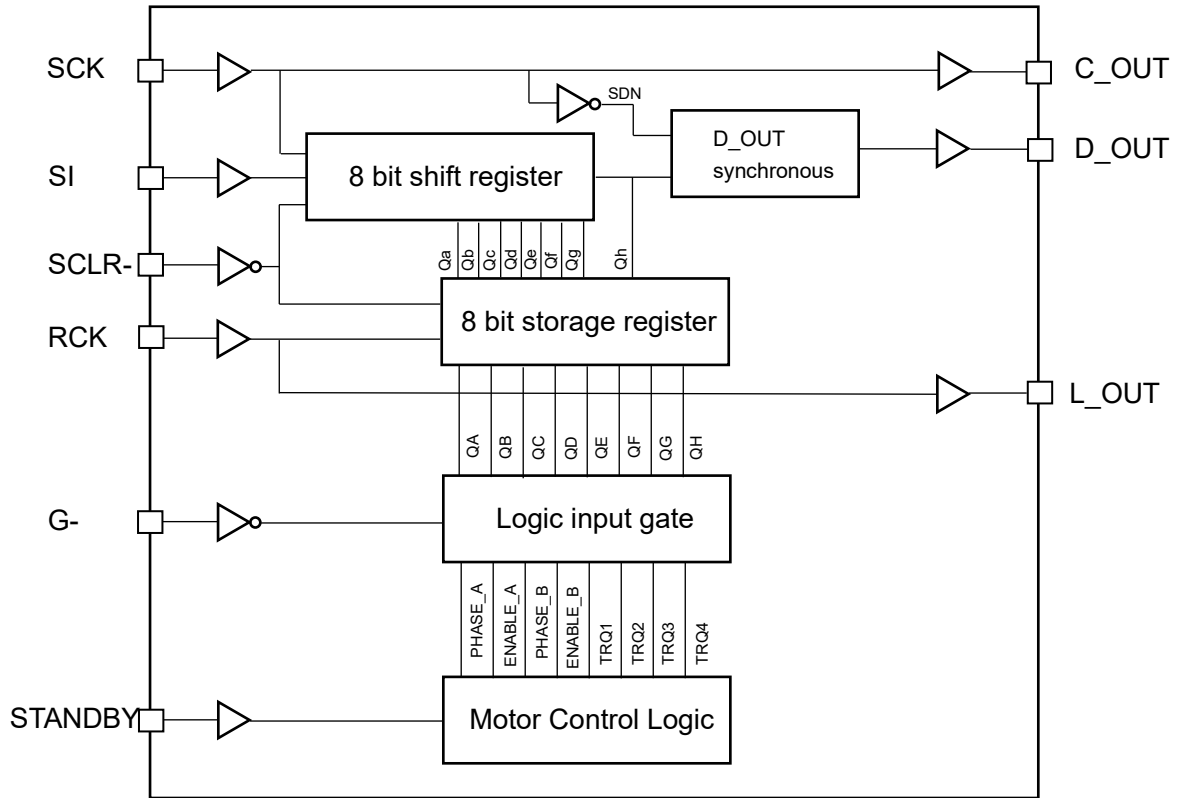 SCK
C_OUT
SDN
D_OUT
synchronous
D_OUT
SI
8 bit shift register
SCLR-
Qa
Qb
Qc
Qd
Qe
Qf
Qg
Qh
RCK
8 bit storage register
L_OUT
QA
QB
QC
QD
QE
QF
QG
QH
G-
Logic input gate
PHASE_A
ENABLE_A
PHASE_B
ENABLE_B
TRQ1
TRQ2
TRQ3
TRQ4
STANDBY
Motor Control Logic